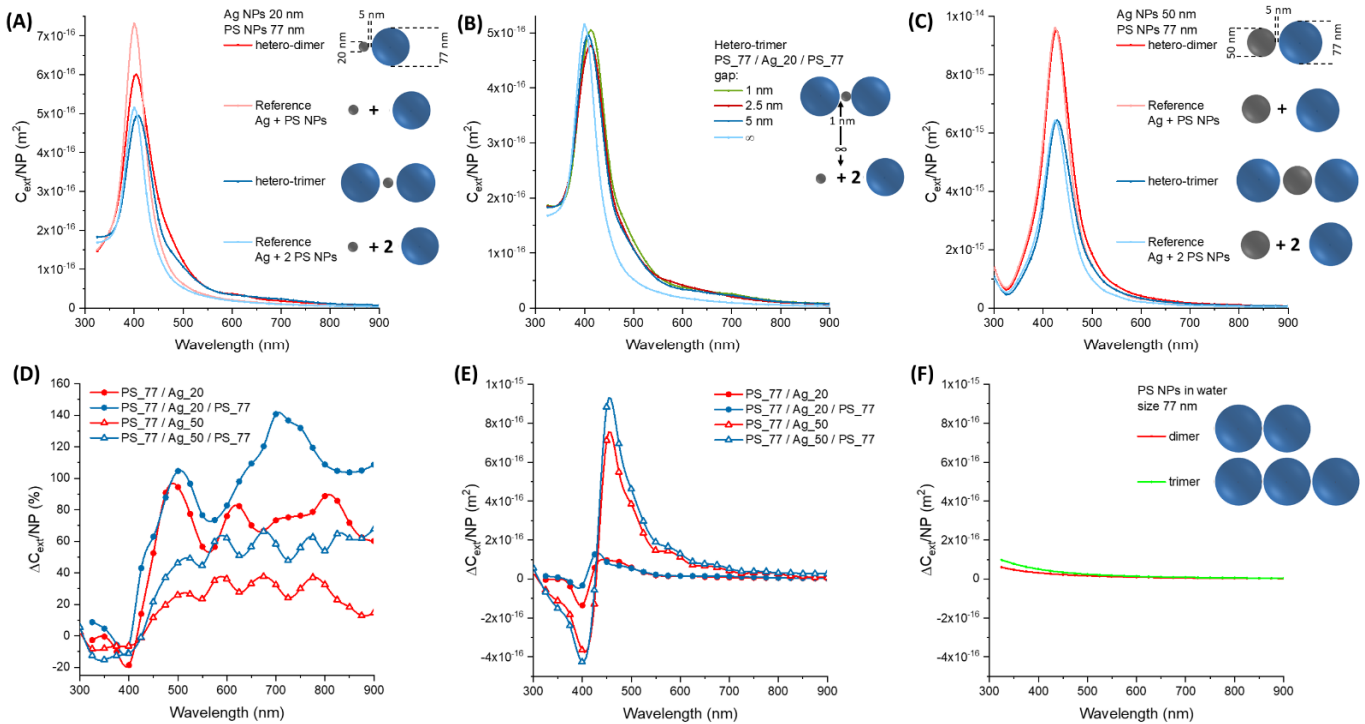 (A)
Ag NPs 20 nm
PS NPs 77 nm
hetero-dimer
5 nm
20 nm
77 nm
Reference
Ag + PS NPs
+
hetero-trimer
Reference
Ag + 2 PS NPs
+ 2
7x10⁻¹⁶
6x10⁻¹⁶
5x10⁻¹⁶
4x10⁻¹⁶
3x10⁻¹⁶
2x10⁻¹⁶
1x10⁻¹⁶
0
C_ext/NP (m²)
300 400 500 600 700 800 900
Wavelength (nm)
(B)
Hetero-trimer
PS_77 / Ag_20 / PS_77
gap:
1 nm
2.5 nm
5 nm
∞
1 nm
∞
+ 2
5x10⁻¹⁶
4x10⁻¹⁶
3x10⁻¹⁶
2x10⁻¹⁶
1x10⁻¹⁶
0
C_ext/NP (m²)
300 400 500 600 700 800 900
Wavelength (nm)
(C)
Ag NPs 50 nm
PS NPs 77 nm
hetero-dimer
5 nm
50 nm
77 nm
Reference
Ag + PS NPs
+
hetero-trimer
Reference
Ag + 2 PS NPs
+ 2
1x10⁻¹⁴
8x10⁻¹⁵
6x10⁻¹⁵
4x10⁻¹⁵
2x10⁻¹⁵
0
C_ext/NP (m²)
300 400 500 600 700 800 900
Wavelength (nm)
(D)
PS_77 / Ag_20
PS_77 / Ag_20 / PS_77
PS_77 / Ag_50
PS_77 / Ag_50 / PS_77
160
140
120
100
80
60
40
20
0
-20
ΔC_ext/NP (%)
300 400 500 600 700 800 900
Wavelength (nm)
(E)
PS_77 / Ag_20
PS_77 / Ag_20 / PS_77
PS_77 / Ag_50
PS_77 / Ag_50 / PS_77
1x10⁻¹⁵
8x10⁻¹⁶
6x10⁻¹⁶
4x10⁻¹⁶
2x10⁻¹⁶
0
-2x10⁻¹⁶
-4x10⁻¹⁶
ΔC_ext/NP (m²)
300 400 500 600 700 800 900
Wavelength (nm)
(F)
PS NPs in water
size 77 nm
dimer
trimer
1x10⁻¹⁵
8x10⁻¹⁶
6x10⁻¹⁶
4x10⁻¹⁶
2x10⁻¹⁶
0
-2x10⁻¹⁶
-4x10⁻¹⁶
ΔC_ext/NP (m²)
300 400 500 600 700 800 900
Wavelength (nm)